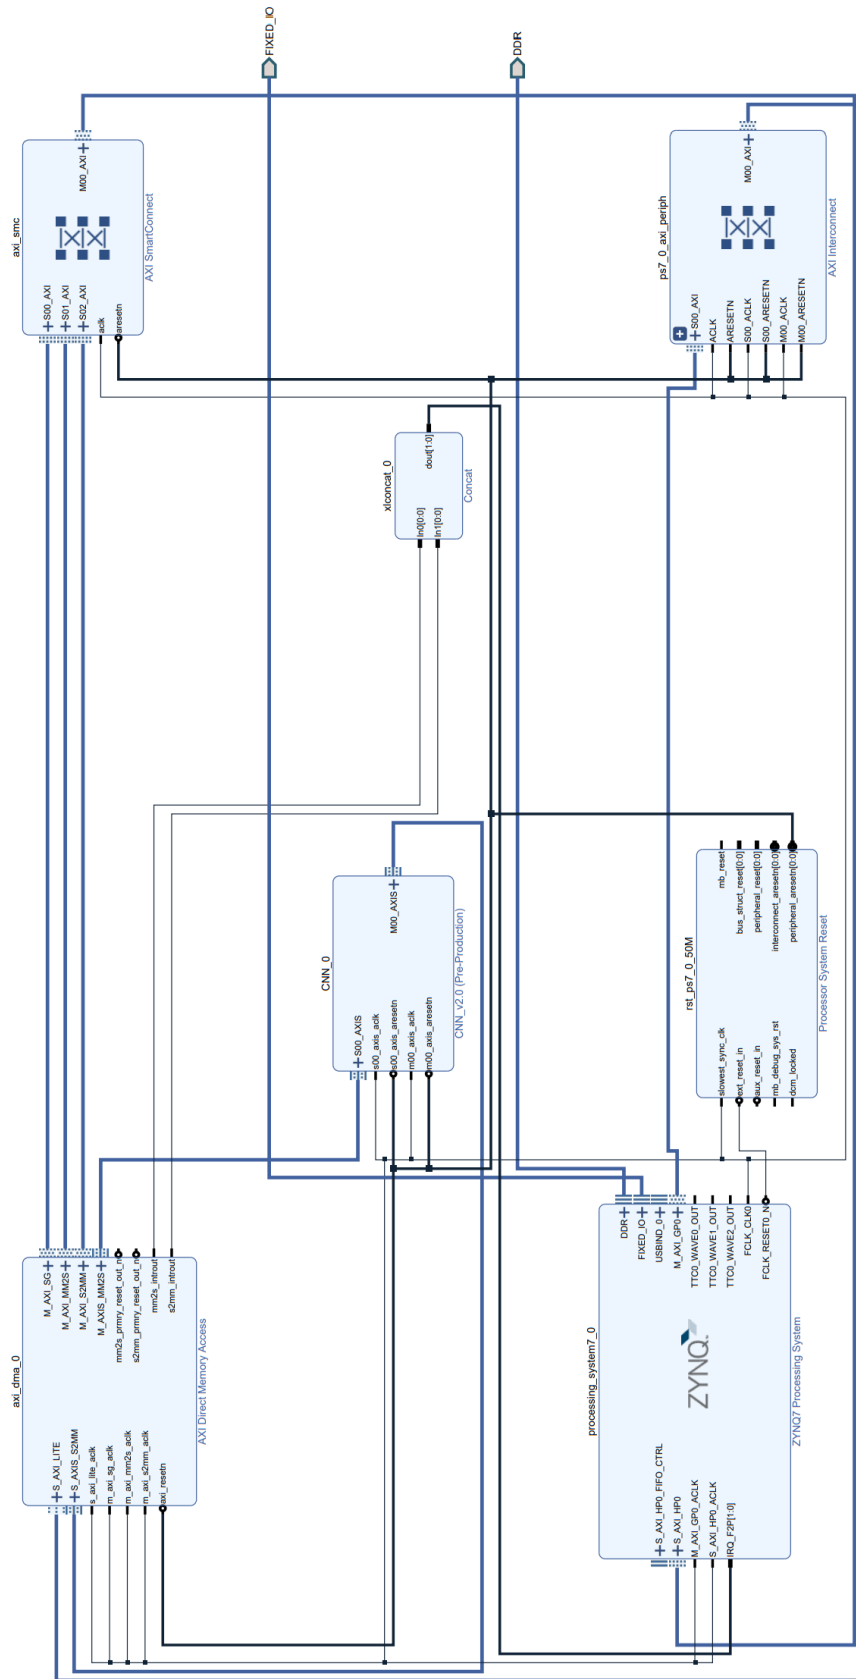 axi_dma_0
S_AXI_LITE
S_AXIS_S2MM
s_axi_lite_aclk
m_axi_sg_aclk
m_axi_mm2s_aclk
m_axi_s2mm_aclk
axi_resetn
M_AXI_SG
M_AXI_MM2S
M_AXI_S2MM
M_AXIS_MM2S
mm2s_prmry_reset_out_n
s2mm_prmry_reset_out_n
mm2s_introut
s2mm_introut
AXI Direct Memory Access
CNN_0
S00_AXIS
s00_axis_aclk
s00_axis_aresetn
m00_axis_aclk
m00_axis_aresetn
M00_AXIS
CNN_v2.0 (Pre-Production)
xlconcat_0
In0[0:0]
In1[0:0]
dout[1:0]
Concat
axi_smc
S00_AXI
S01_AXI
S02_AXI
aclk
aresetn
M00_AXI
AXI SmartConnect
FIXED_IO
DDR
processing_system7_0
S_AXI_HP0_FIFO_CTRL
S_AXI_HP0
M_AXI_GP0_ACLK
S_AXI_HP0_ACLK
IRQ_F2P[1:0]
ZYNQ
DDR
FIXED_IO
USBIND_0
M_AXI_GP0
TTC0_WAVE0_OUT
TTC0_WAVE1_OUT
TTC0_WAVE2_OUT
FCLK_CLK0
FCLK_RESET0_N
ZYNQ7 Processing System
rst_ps7_0_50M
slowest_sync_clk
ext_reset_in
aux_reset_in
mb_debug_sys_rst
dcm_locked
mb_reset
bus_struct_reset[0:0]
peripheral_reset[0:0]
interconnect_aresetn[0:0]
peripheral_aresetn[0:0]
Processor System Reset
ps7_0_axi_periph
S00_AXI
ACLK
ARESETN
S00_ACLK
S00_ARESETN
M00_ACLK
M00_ARESETN
M00_AXI
AXI Interconnect